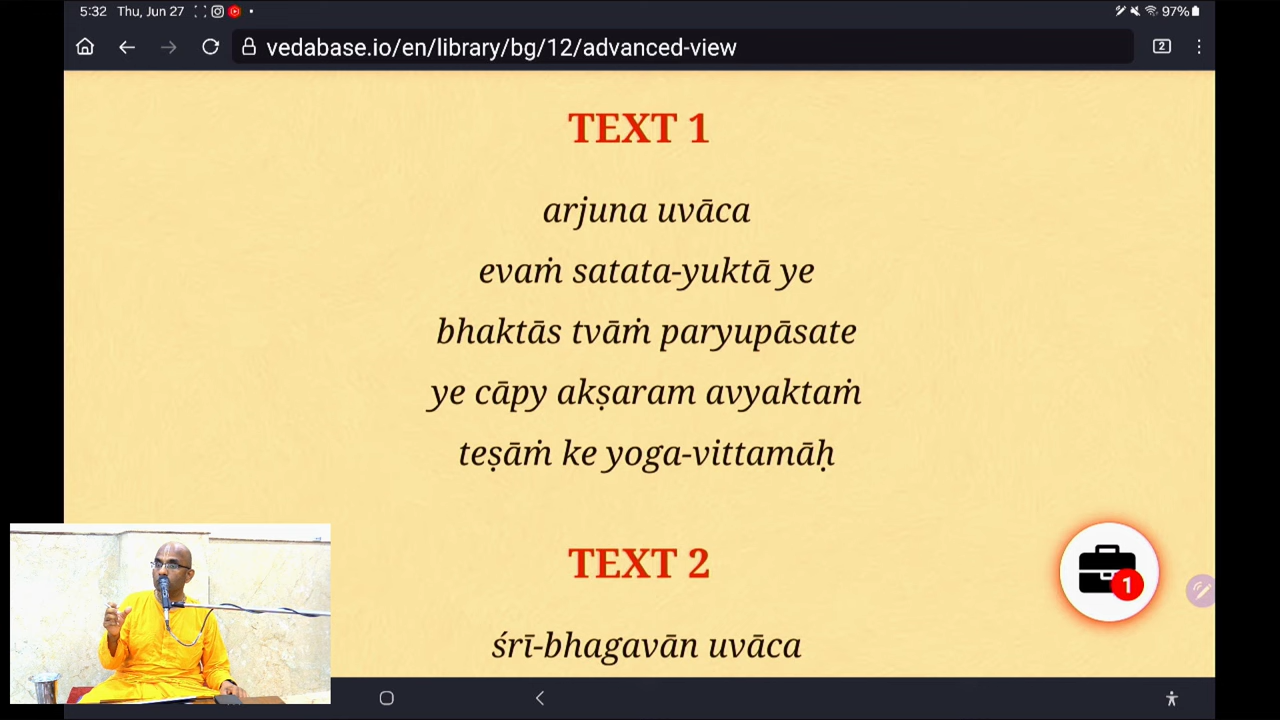 5:32 Thu, Jun 27
97%
vedabase.io/en/library/bg/12/advanced-view
2
TEXT 1
arjuna uvāca
evaṁ satata-yuktā ye
bhaktās tvāṁ paryupāsate
ye cāpy akṣaram avyaktaṁ
teṣāṁ ke yoga-vittamāḥ
TEXT 2
śrī-bhagavān uvāca
1